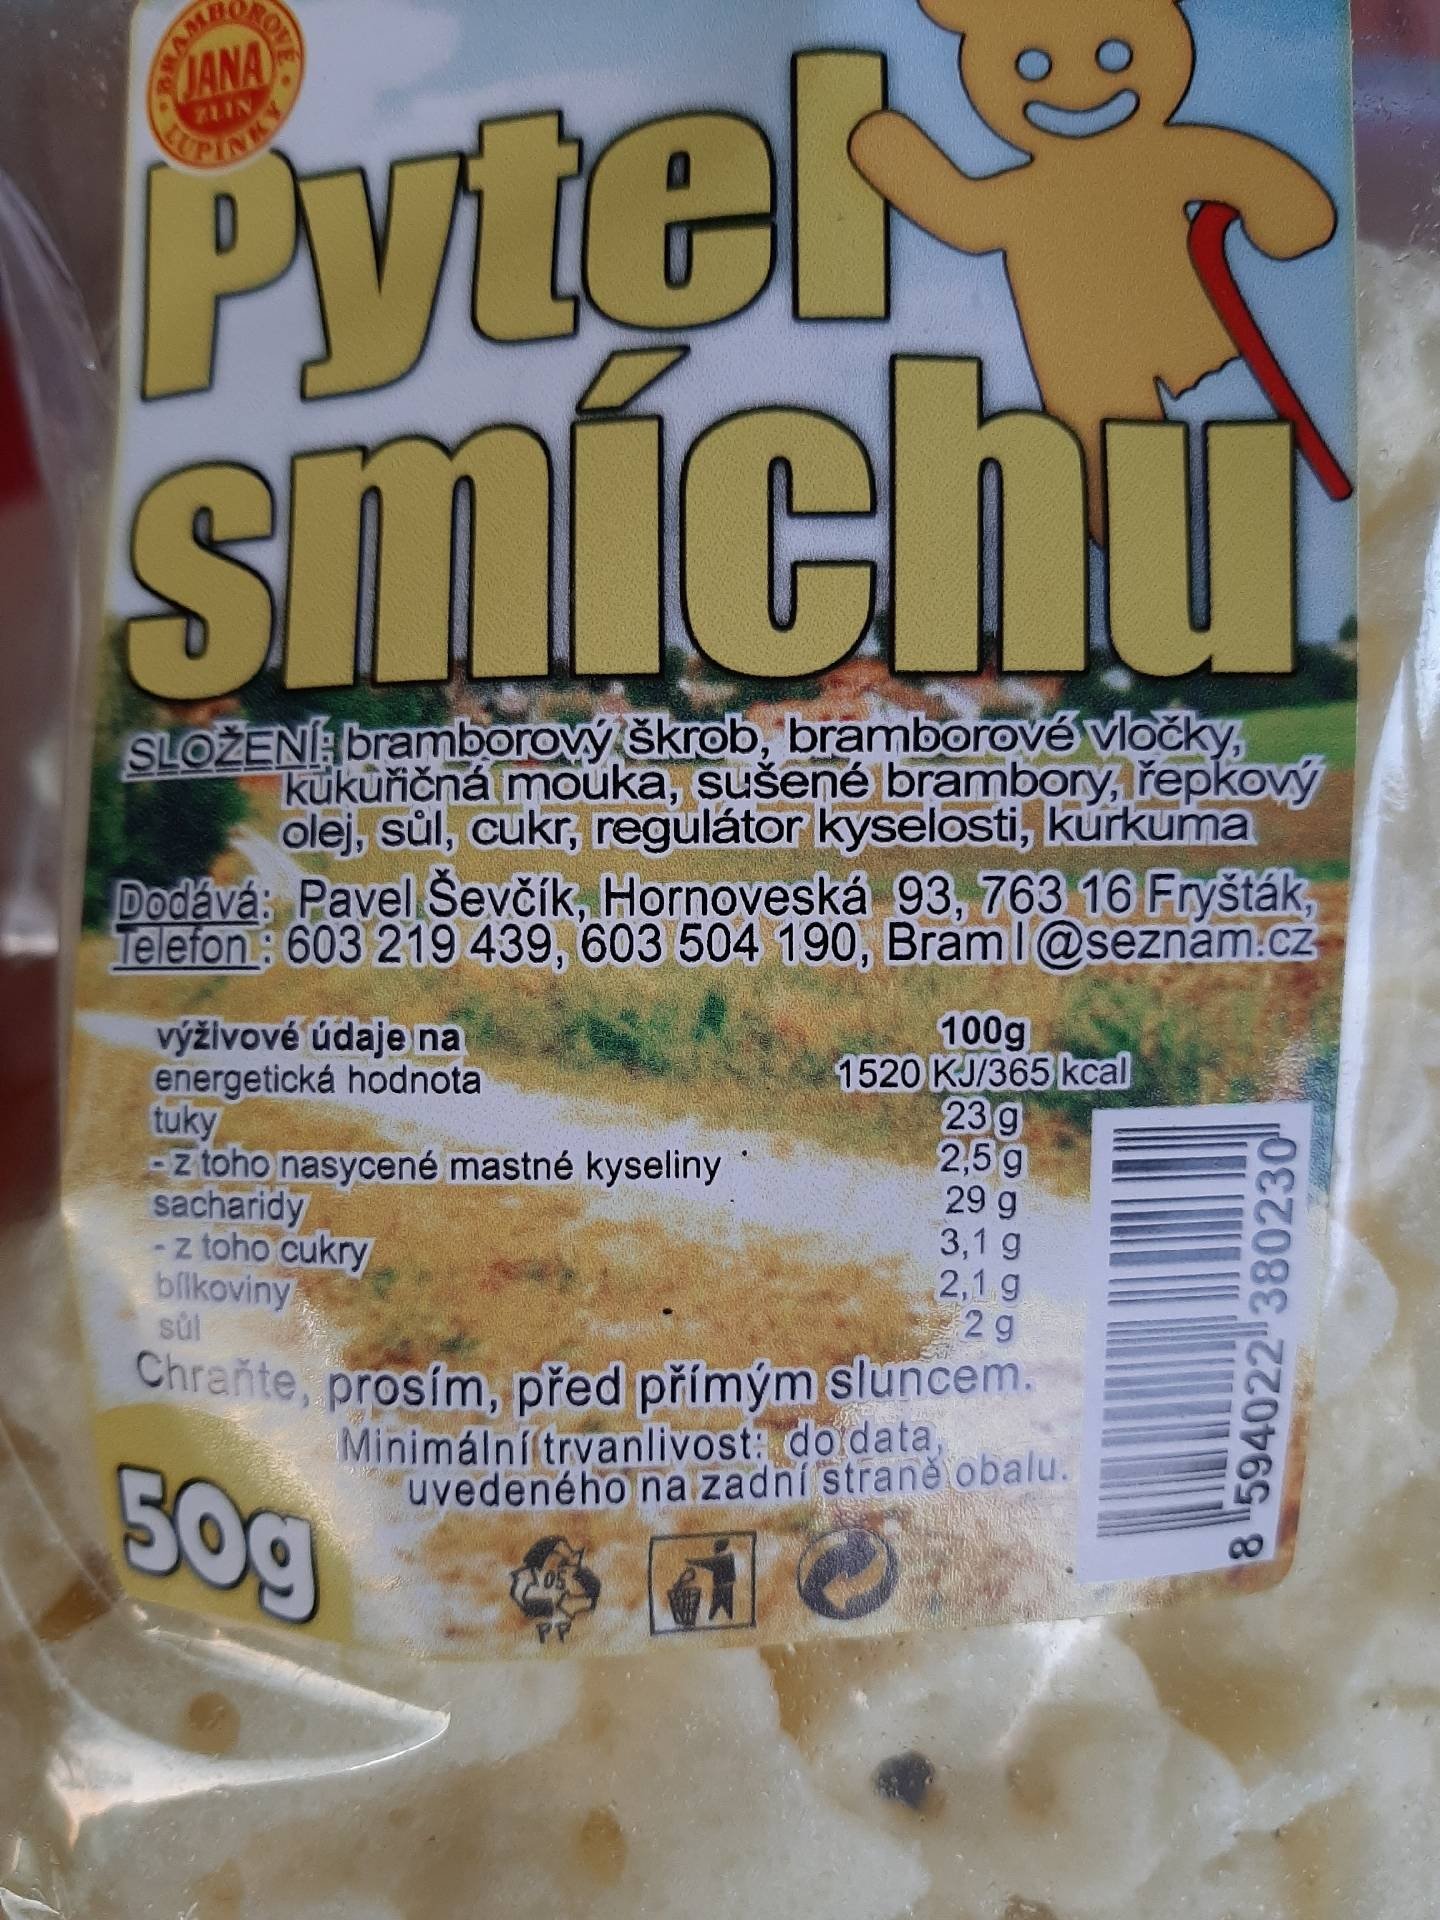 BRAMBOROVÉ
JANA
ZLÍN
LUPÍNKY
Pytel
smíchu
SLOŽENÍ: bramborový škrob, bramborové vločky,
kukuřičná mouka, sušené brambory, řepkový
olej, sůl, cukr, regulátor kyselosti, kurkuma
Dodává: Pavel Ševčík, Hornoveská 93, 763 16 Fryšták,
Telefon : 603 219 439, 603 504 190, Braml@seznam.cz
výživové údaje na 100g
energetická hodnota 1520 KJ/365 kcal
tuky 23 g
- z toho nasycené mastné kyseliny 2,5 g
sacharidy 29 g
- z toho cukry 3,1 g
bílkoviny 2,1 g
sůl 2 g
Chraňte, prosím, před přímým sluncem.
Minimální trvanlivost: do data,
uvedeného na zadní straně obalu.
50g
05
PP
8 594022 380230